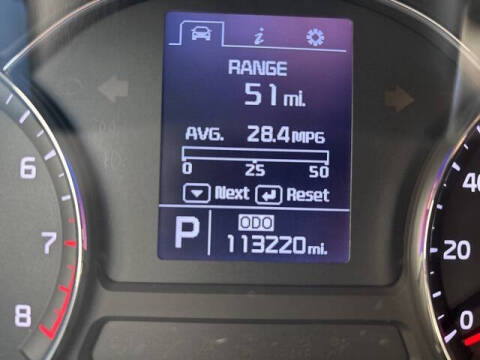 i
RANGE
51 mi.
AVG. 28.4 MPG
0 25 50
Next Reset
P ODO
113220 mi.
6
7
8
40
20
0